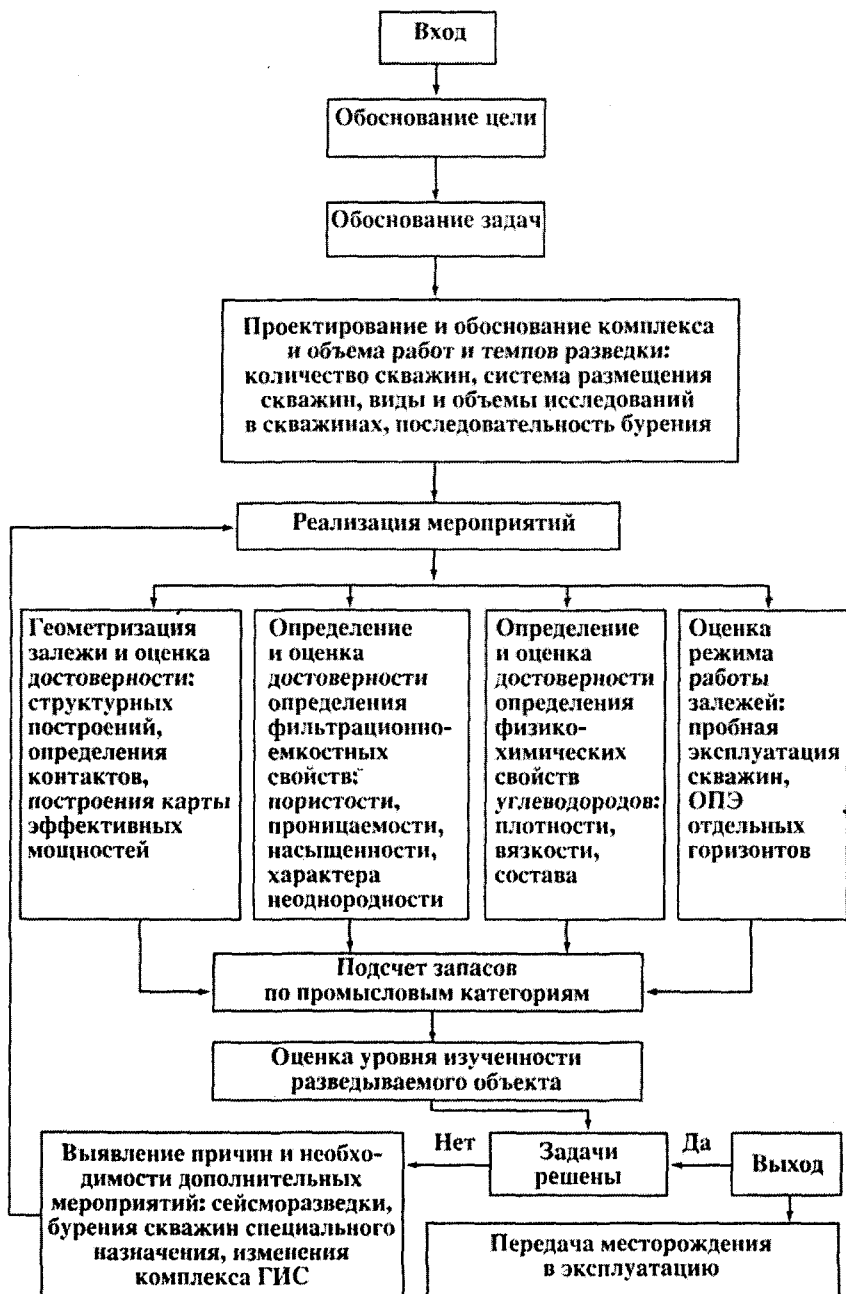 Вход
Обоснование цели
Обоснование задач
Проектирование и обоснование комплекса
и объема работ и темпов разведки:
количество скважин, система размещения
скважин, виды и объемы исследований
в скважинах, последовательность бурения
Реализация мероприятий
Геометризация
залежи и оценка
достоверности:
структурных
построений,
определения
контактов,
построения карты
эффективных
мощностей
Определение
и оценка
достоверности
определения
фильтрационно-
емкостных
свойств:
пористости,
проницаемости,
насыщенности,
характера
неоднородности
Определение
и оценка
достоверности
определения
физико-
химических
свойств
углеводородов:
плотности,
вязкости,
состава
Оценка
режима
работы
залежей:
пробная
эксплуатация
скважин,
ОПЭ
отдельных
горизонтов
Подсчет запасов
по промысловым категориям
Оценка уровня изученности
разведываемого объекта
Выявление причин и необхо-
димости дополнительных
мероприятий: сейсморазведки,
бурения скважин специального
назначения, изменения
комплекса ГИС
Нет
Задачи
решены
Да
Выход
Передача месторождения
в эксплуатацию